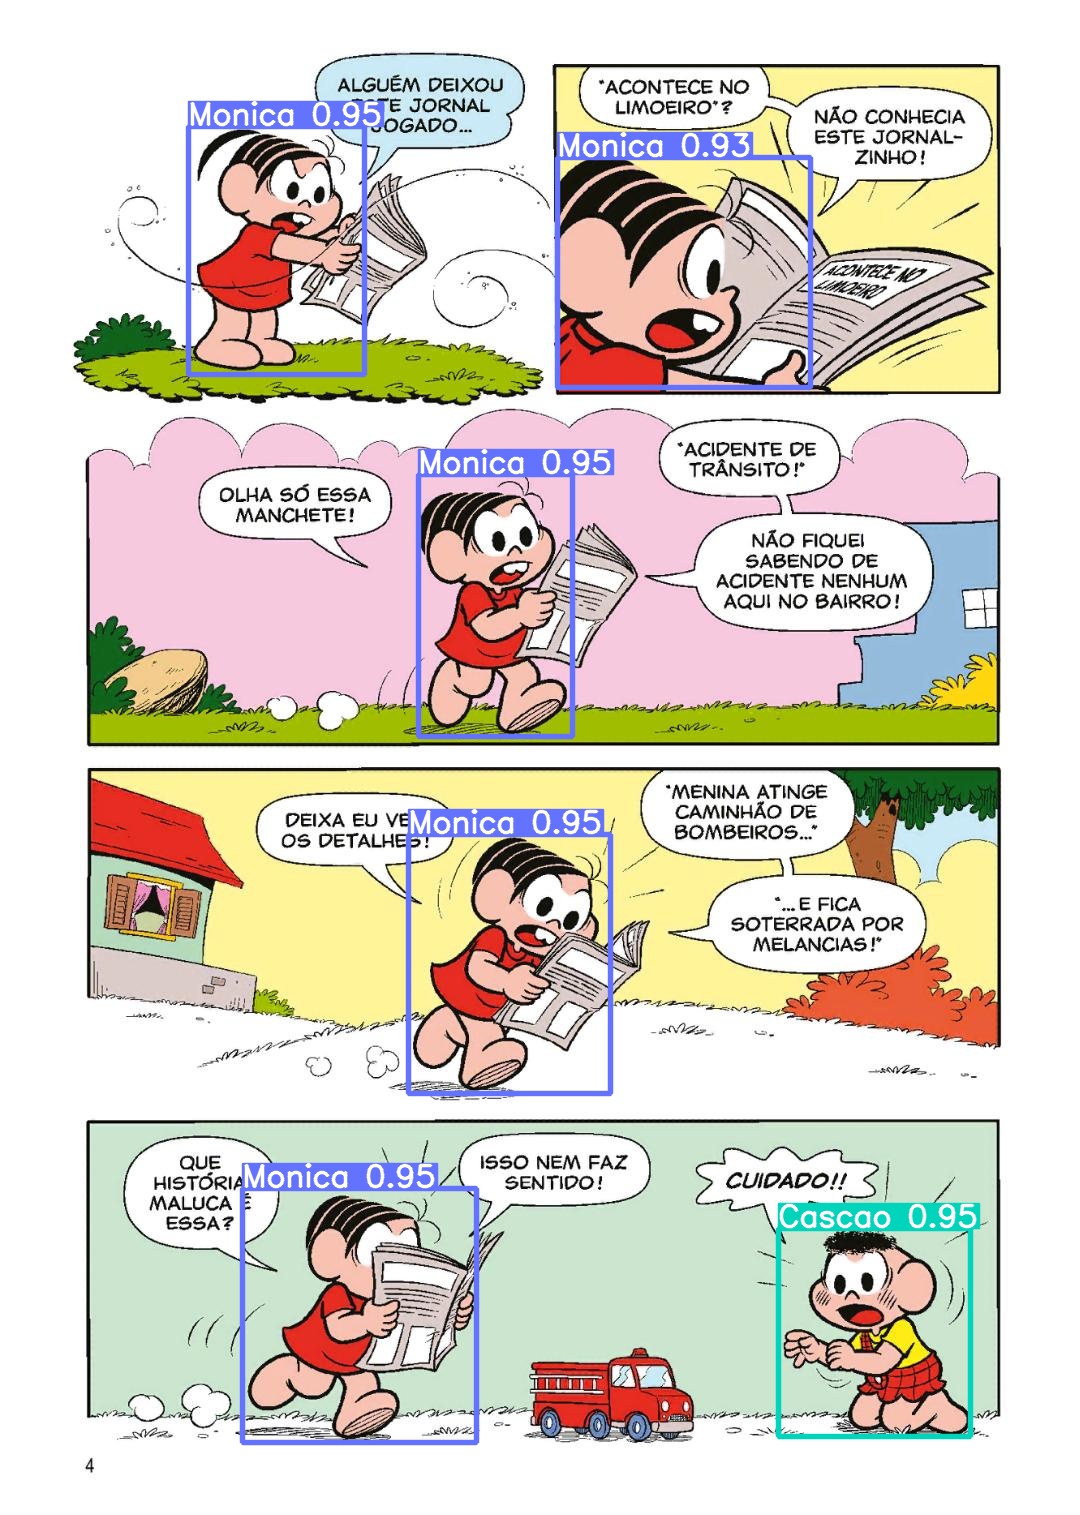 ALGUÉM DEIXOU
ESTE JORNAL
JOGADO...
Monica 0.95
"ACONTECE NO
LIMOEIRO"?
NÃO CONHECIA
ESTE JORNAL-
ZINHO!
Monica 0.93
ACONTECE NO
LIMOEIRO
OLHA SÓ ESSA
MANCHETE!
Monica 0.95
"ACIDENTE DE
TRÂNSITO!"
NÃO FIQUEI
SABENDO DE
ACIDENTE NENHUM
AQUI NO BAIRRO!
DEIXA EU VER
OS DETALHES!
Monica 0.95
"MENINA ATINGE
CAMINHÃO DE
BOMBEIROS..."
"...E FICA
SOTERRADA POR
MELANCIAS!"
QUE
HISTÓRIA
MALUCA É
ESSA?
Monica 0.95
ISSO NEM FAZ
SENTIDO!
CUIDADO!!
Cascao 0.95
4